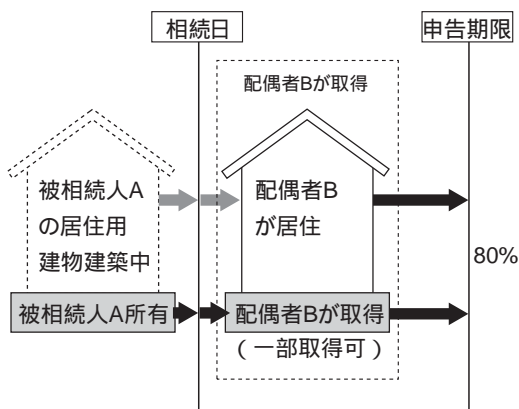 相続日
申告期限
配偶者Bが取得
被相続人A
の居住用
建物建築中
配偶者B
が居住
80%
被相続人A所有
配偶者Bが取得
（一部取得可）